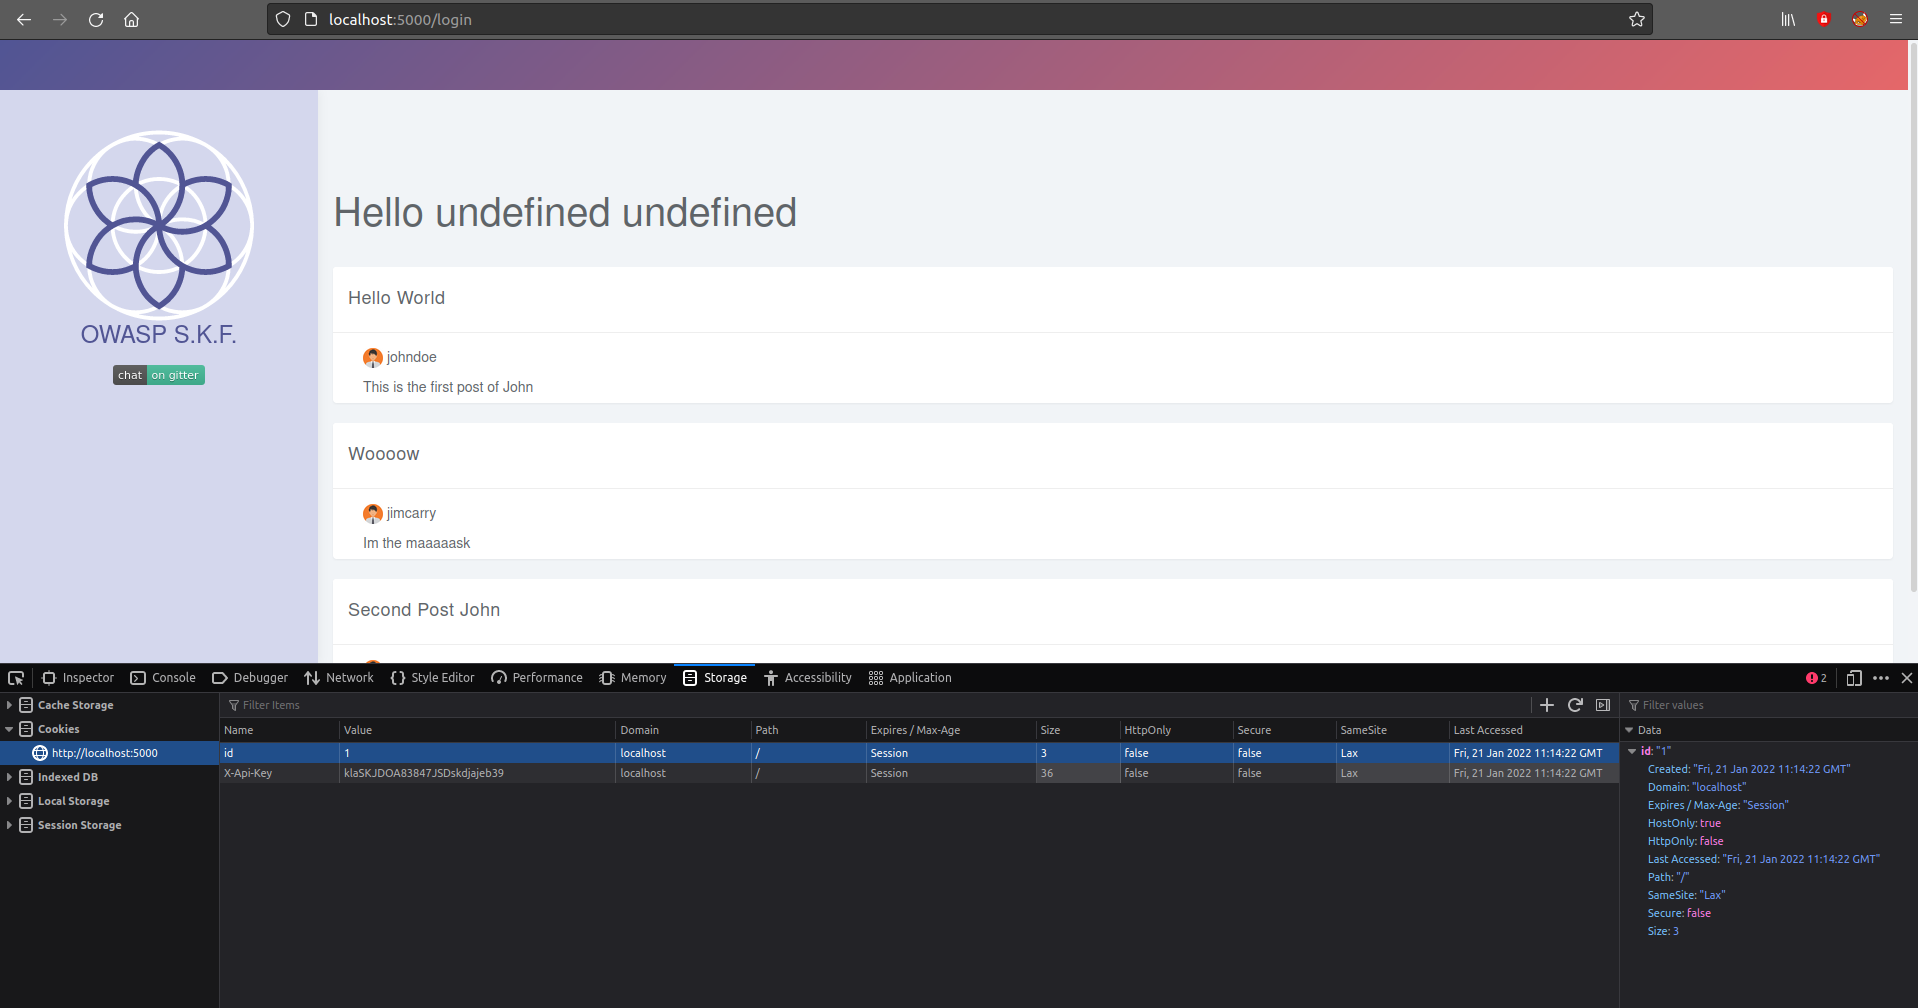 localhost:5000/login
OWASP S.K.F.
chat on gitter
Hello undefined undefined
Hello World
johndoe
This is the first post of John
Woooow
jimcarry
Im the maaaaask
Second Post John
Inspector Console Debugger Network Style Editor Performance Memory Storage Accessibility Application 2
Cache Storage
Cookies
http://localhost:5000
Indexed DB
Local Storage
Session Storage
Filter Items
Name Value Domain Path Expires / Max-Age Size HttpOnly Secure SameSite Last Accessed
id 1 localhost / Session 3 false false Lax Fri, 21 Jan 2022 11:14:22 GMT
X-Api-Key klaSKJDOA83847JSDskdjajeb39 localhost / Session 36 false false Lax Fri, 21 Jan 2022 11:14:22 GMT
Filter values
Data
id: "1"
Created: "Fri, 21 Jan 2022 11:14:22 GMT"
Domain: "localhost"
Expires / Max-Age: "Session"
HostOnly: true
HttpOnly: false
Last Accessed: "Fri, 21 Jan 2022 11:14:22 GMT"
Path: "/"
SameSite: "Lax"
Secure: false
Size: 3